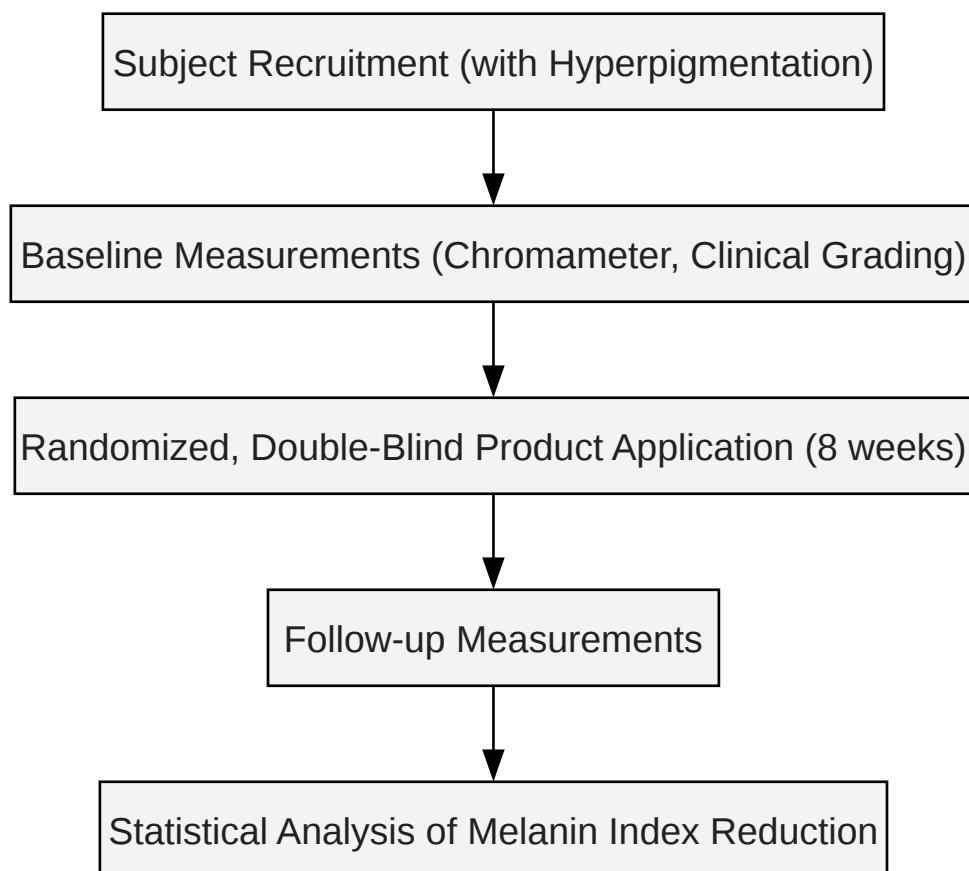 Subject Recruitment (with Hyperpigmentation)
Baseline Measurements (Chromameter, Clinical Grading)
Randomized, Double-Blind Product Application (8 weeks)
Follow-up Measurements
Statistical Analysis of Melanin Index Reduction